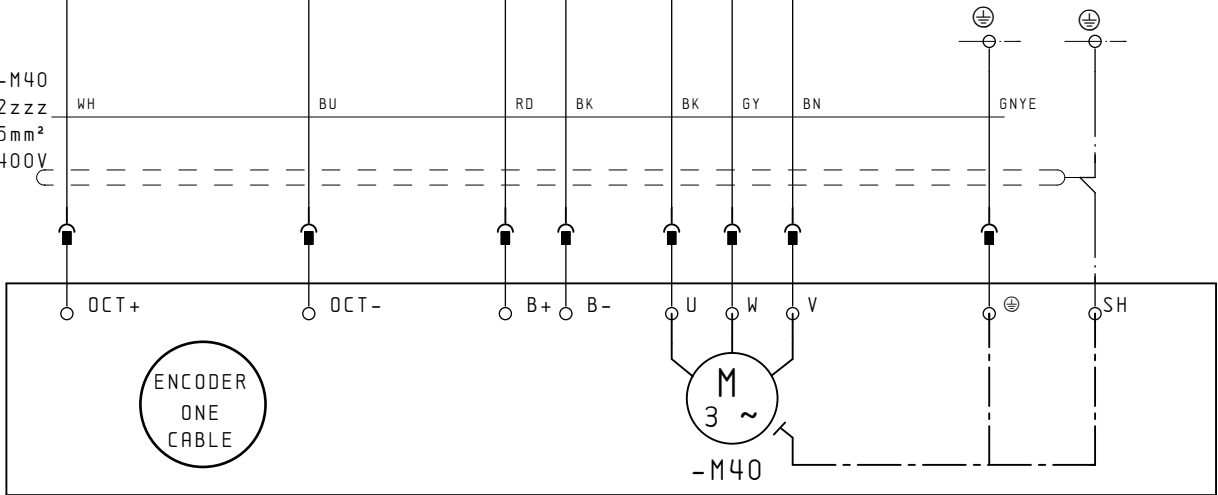 -M40
2zzz
5mm²
400V
WH BU RD BK BK GY BN GNYE
OCT+ OCT- B+ B- U W V SH
ENCODER
ONE
CABLE
M
3 ~
-M40